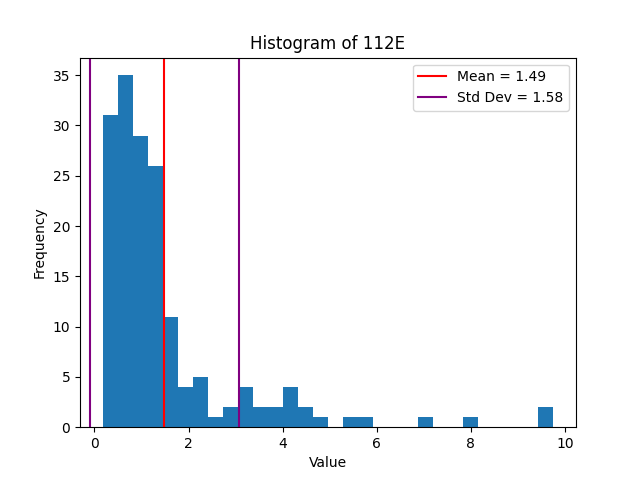 Histogram of 112E
Mean = 1.49
Std Dev = 1.58
35
30
25
20
15
10
5
0
Frequency
0 2 4 6 8 10
Value